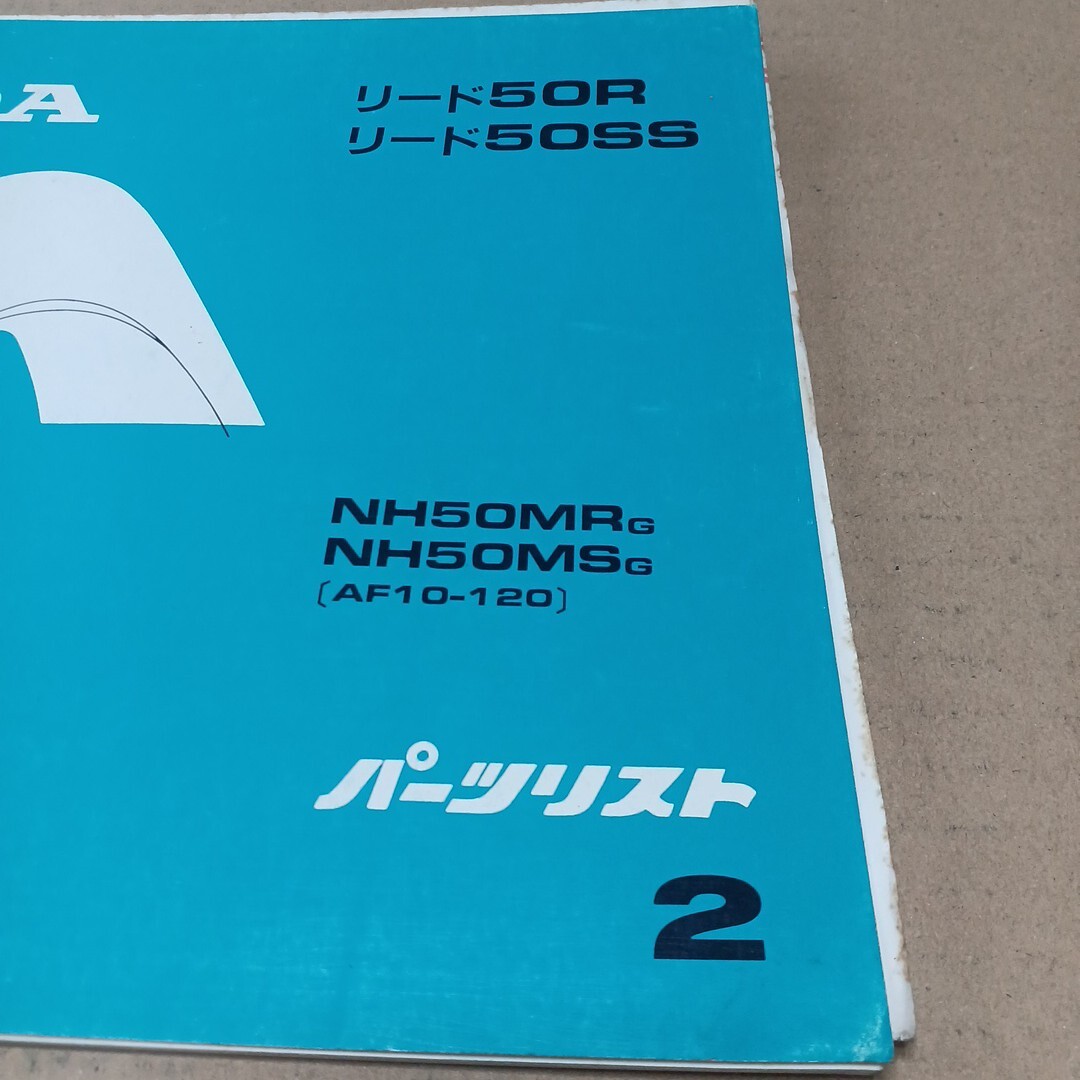 DA
リード50R
リード50SS
NH50MRG
NH50MSG
〔AF10-120〕
パーツリスト
2